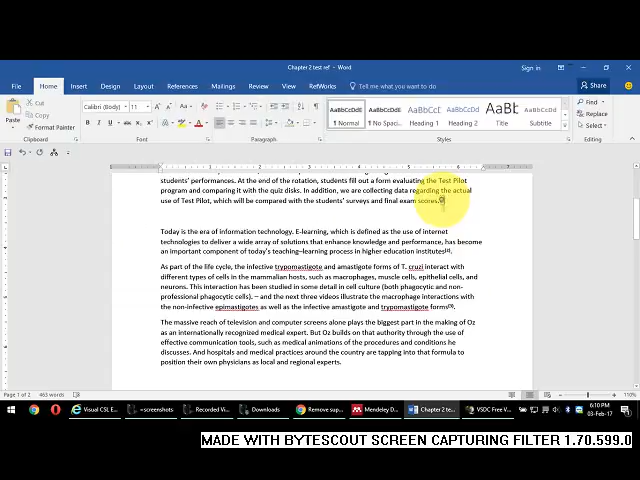 Chapter 2 test ref - Word
Sign in
File Home Insert Design Layout References Mailings Review View RefWorks Tell me what you want to do Share
Paste
Cut
Copy
Format Painter
Calibri (Body) 11
AaBbCcDdE AaBbCcDdE AaBbCcD AaBbCcD AaBb AaBbCcD
1 Normal 1 No Spaci... Heading 1 Heading 2 Title
Find
Replace
Select
Clipboard Font Paragraph Styles Editing
students' performances. At the end of the rotation, students fill out a form evaluating the Test Pilot
program and comparing it with the quiz disks. In addition, we are collecting data regarding the actual
use of Test Pilot, which will be compared with the students' surveys and final exam scores.
Today is the era of information technology. E-learning, which is defined as the use of internet
technologies to deliver a wide array of solutions that enhance knowledge and performance, has become
an important component of today's teaching–learning process in higher education institutes(2).
As part of the life cycle, the infective trypomastigote and amastigote forms of T. cruzi interact with
different types of cells in the mammalian hosts, such as macrophages, muscle cells, epithelial cells, and
neurons. This interaction has been studied in some detail in cell culture (both phagocytic and non-
professional phagocytic cells). – and the next three videos illustrate the macrophage interactions with
the non-infective epimastigotes as well as the infective amastigote and trypomastigote forms(3).
The massive reach of television and computer screens alone plays the biggest part in the making of Oz
as an internationally recognized medical expert. But Oz builds on that authority through the use of
effective communication tools, such as medical animations of the procedures and conditions he
discusses. And hospitals and medical practices around the country are tapping into that formula to
position their own physicians as local and regional experts.
Page 1 of 2 463 words 110%
Visual CSL E... =screenshots Recorded Vi... Downloads Remove sup... Mendeley D... Chapter 2 te... VSDC Free V... 6:10 PM
03-Feb-17
MADE WITH BYTESCOUT SCREEN CAPTURING FILTER 1.70.599.0